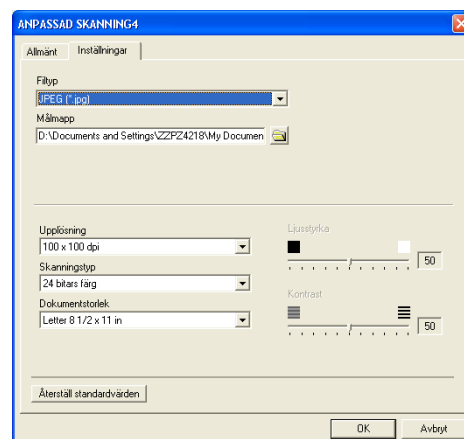 ANPASSAD SKANNING4
Allmänt Inställningar
Filtyp
JPEG (*.jpg)
Målmapp
D:\Documents and Settings\ZZPZ4218\My Documen
Upplösning
100 x 100 dpi
Skanningstyp
24 bitars färg
Dokumentstorlek
Letter 8 1/2 x 11 in
Ljusstyrka
50
Kontrast
50
Återställ standardvärden
OK Avbryt